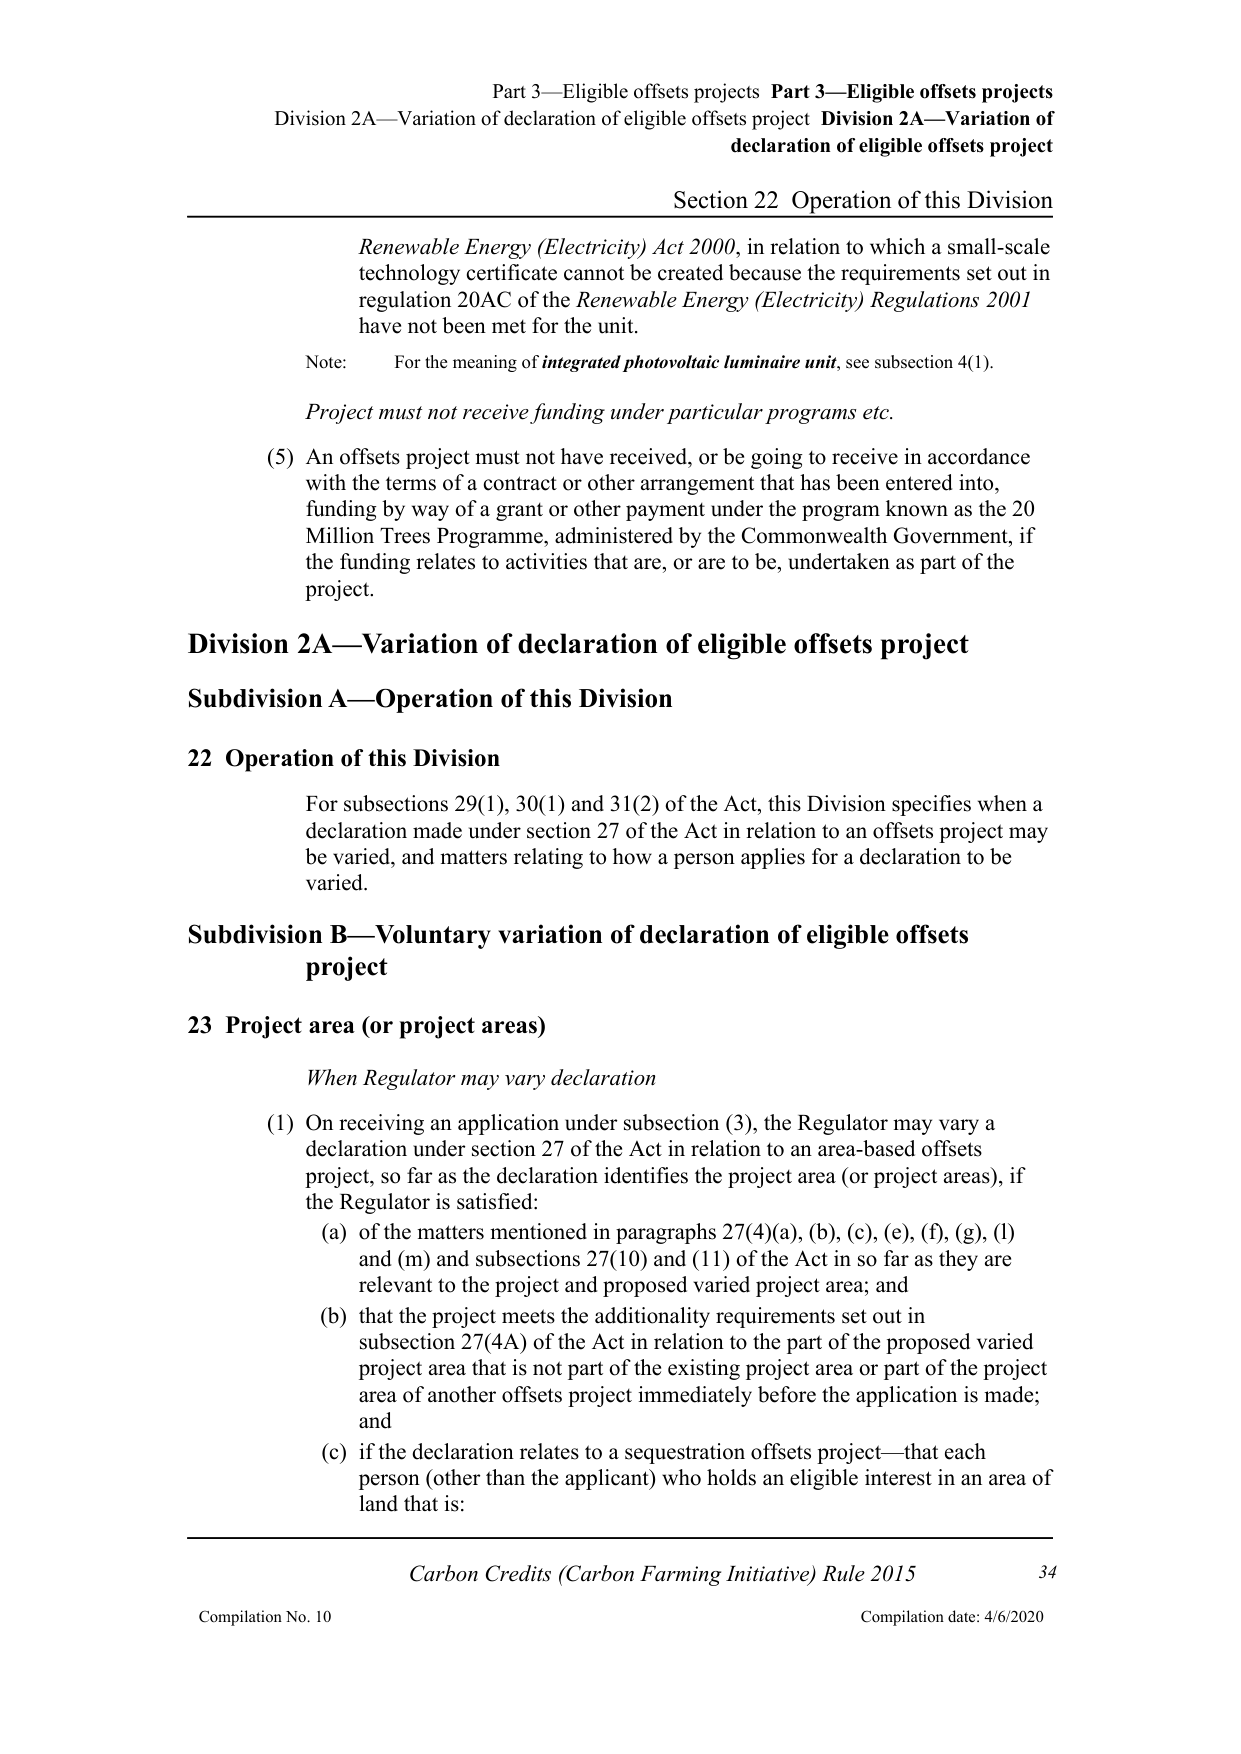 Part 3—Eligible offsets projects Part 3—Eligible offsets projects
Division 2A—Variation of declaration of eligible offsets project Division 2A—Variation of
declaration of eligible offsets project
Section 22 Operation of this Division
Renewable Energy (Electricity) Act 2000, in relation to which a small-scale
technology certificate cannot be created because the requirements set out in
regulation 20AC of the Renewable Energy (Electricity) Regulations 2001
have not been met for the unit.
Note: For the meaning of integrated photovoltaic luminaire unit, see subsection 4(1).
Project must not receive funding under particular programs etc.
(5) An offsets project must not have received, or be going to receive in accordance
with the terms of a contract or other arrangement that has been entered into,
funding by way of a grant or other payment under the program known as the 20
Million Trees Programme, administered by the Commonwealth Government, if
the funding relates to activities that are, or are to be, undertaken as part of the
project.
Division 2A—Variation of declaration of eligible offsets project
Subdivision A—Operation of this Division
22 Operation of this Division
For subsections 29(1), 30(1) and 31(2) of the Act, this Division specifies when a
declaration made under section 27 of the Act in relation to an offsets project may
be varied, and matters relating to how a person applies for a declaration to be
varied.
Subdivision B—Voluntary variation of declaration of eligible offsets
project
23 Project area (or project areas)
When Regulator may vary declaration
(1) On receiving an application under subsection (3), the Regulator may vary a
declaration under section 27 of the Act in relation to an area-based offsets
project, so far as the declaration identifies the project area (or project areas), if
the Regulator is satisfied:
(a) of the matters mentioned in paragraphs 27(4)(a), (b), (c), (e), (f), (g), (l)
and (m) and subsections 27(10) and (11) of the Act in so far as they are
relevant to the project and proposed varied project area; and
(b) that the project meets the additionality requirements set out in
subsection 27(4A) of the Act in relation to the part of the proposed varied
project area that is not part of the existing project area or part of the project
area of another offsets project immediately before the application is made;
and
(c) if the declaration relates to a sequestration offsets project—that each
person (other than the applicant) who holds an eligible interest in an area of
land that is:
Carbon Credits (Carbon Farming Initiative) Rule 2015 34
Compilation No. 10 Compilation date: 4/6/2020